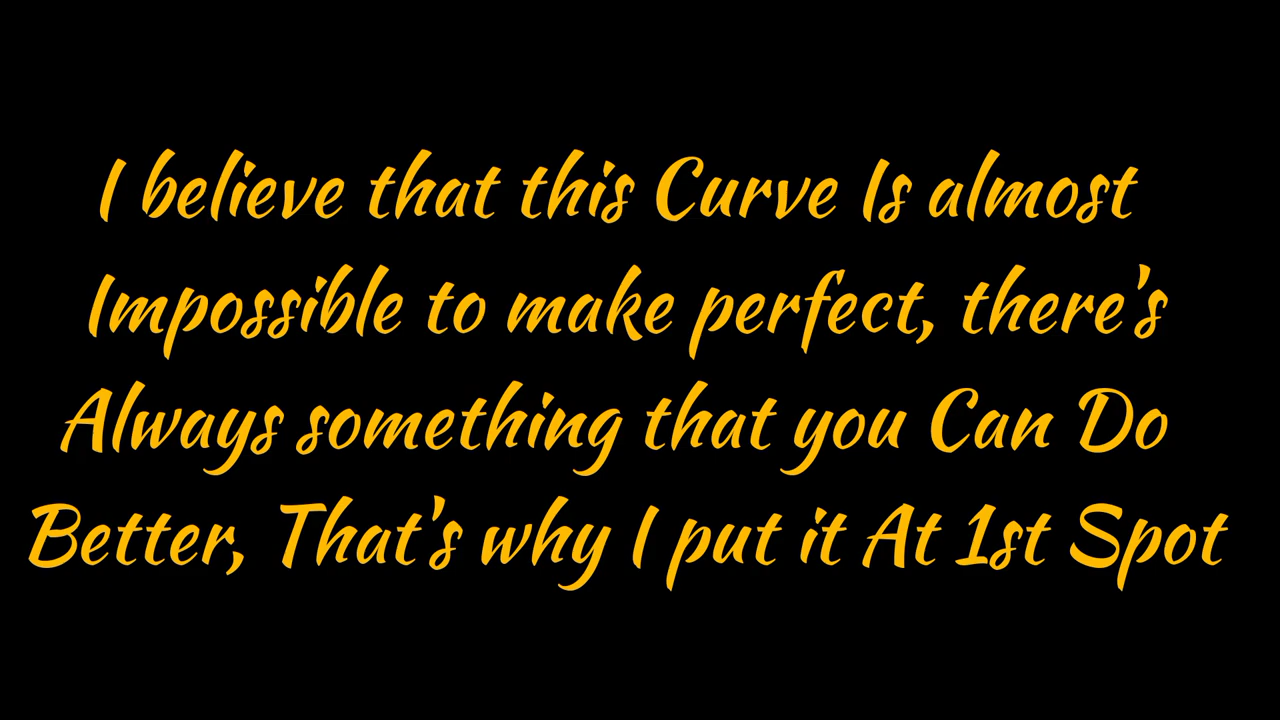 I believe that this Curve Is almost
Impossible to make perfect, there's
Always something that you Can Do
Better, That's why I put it At 1st Spot